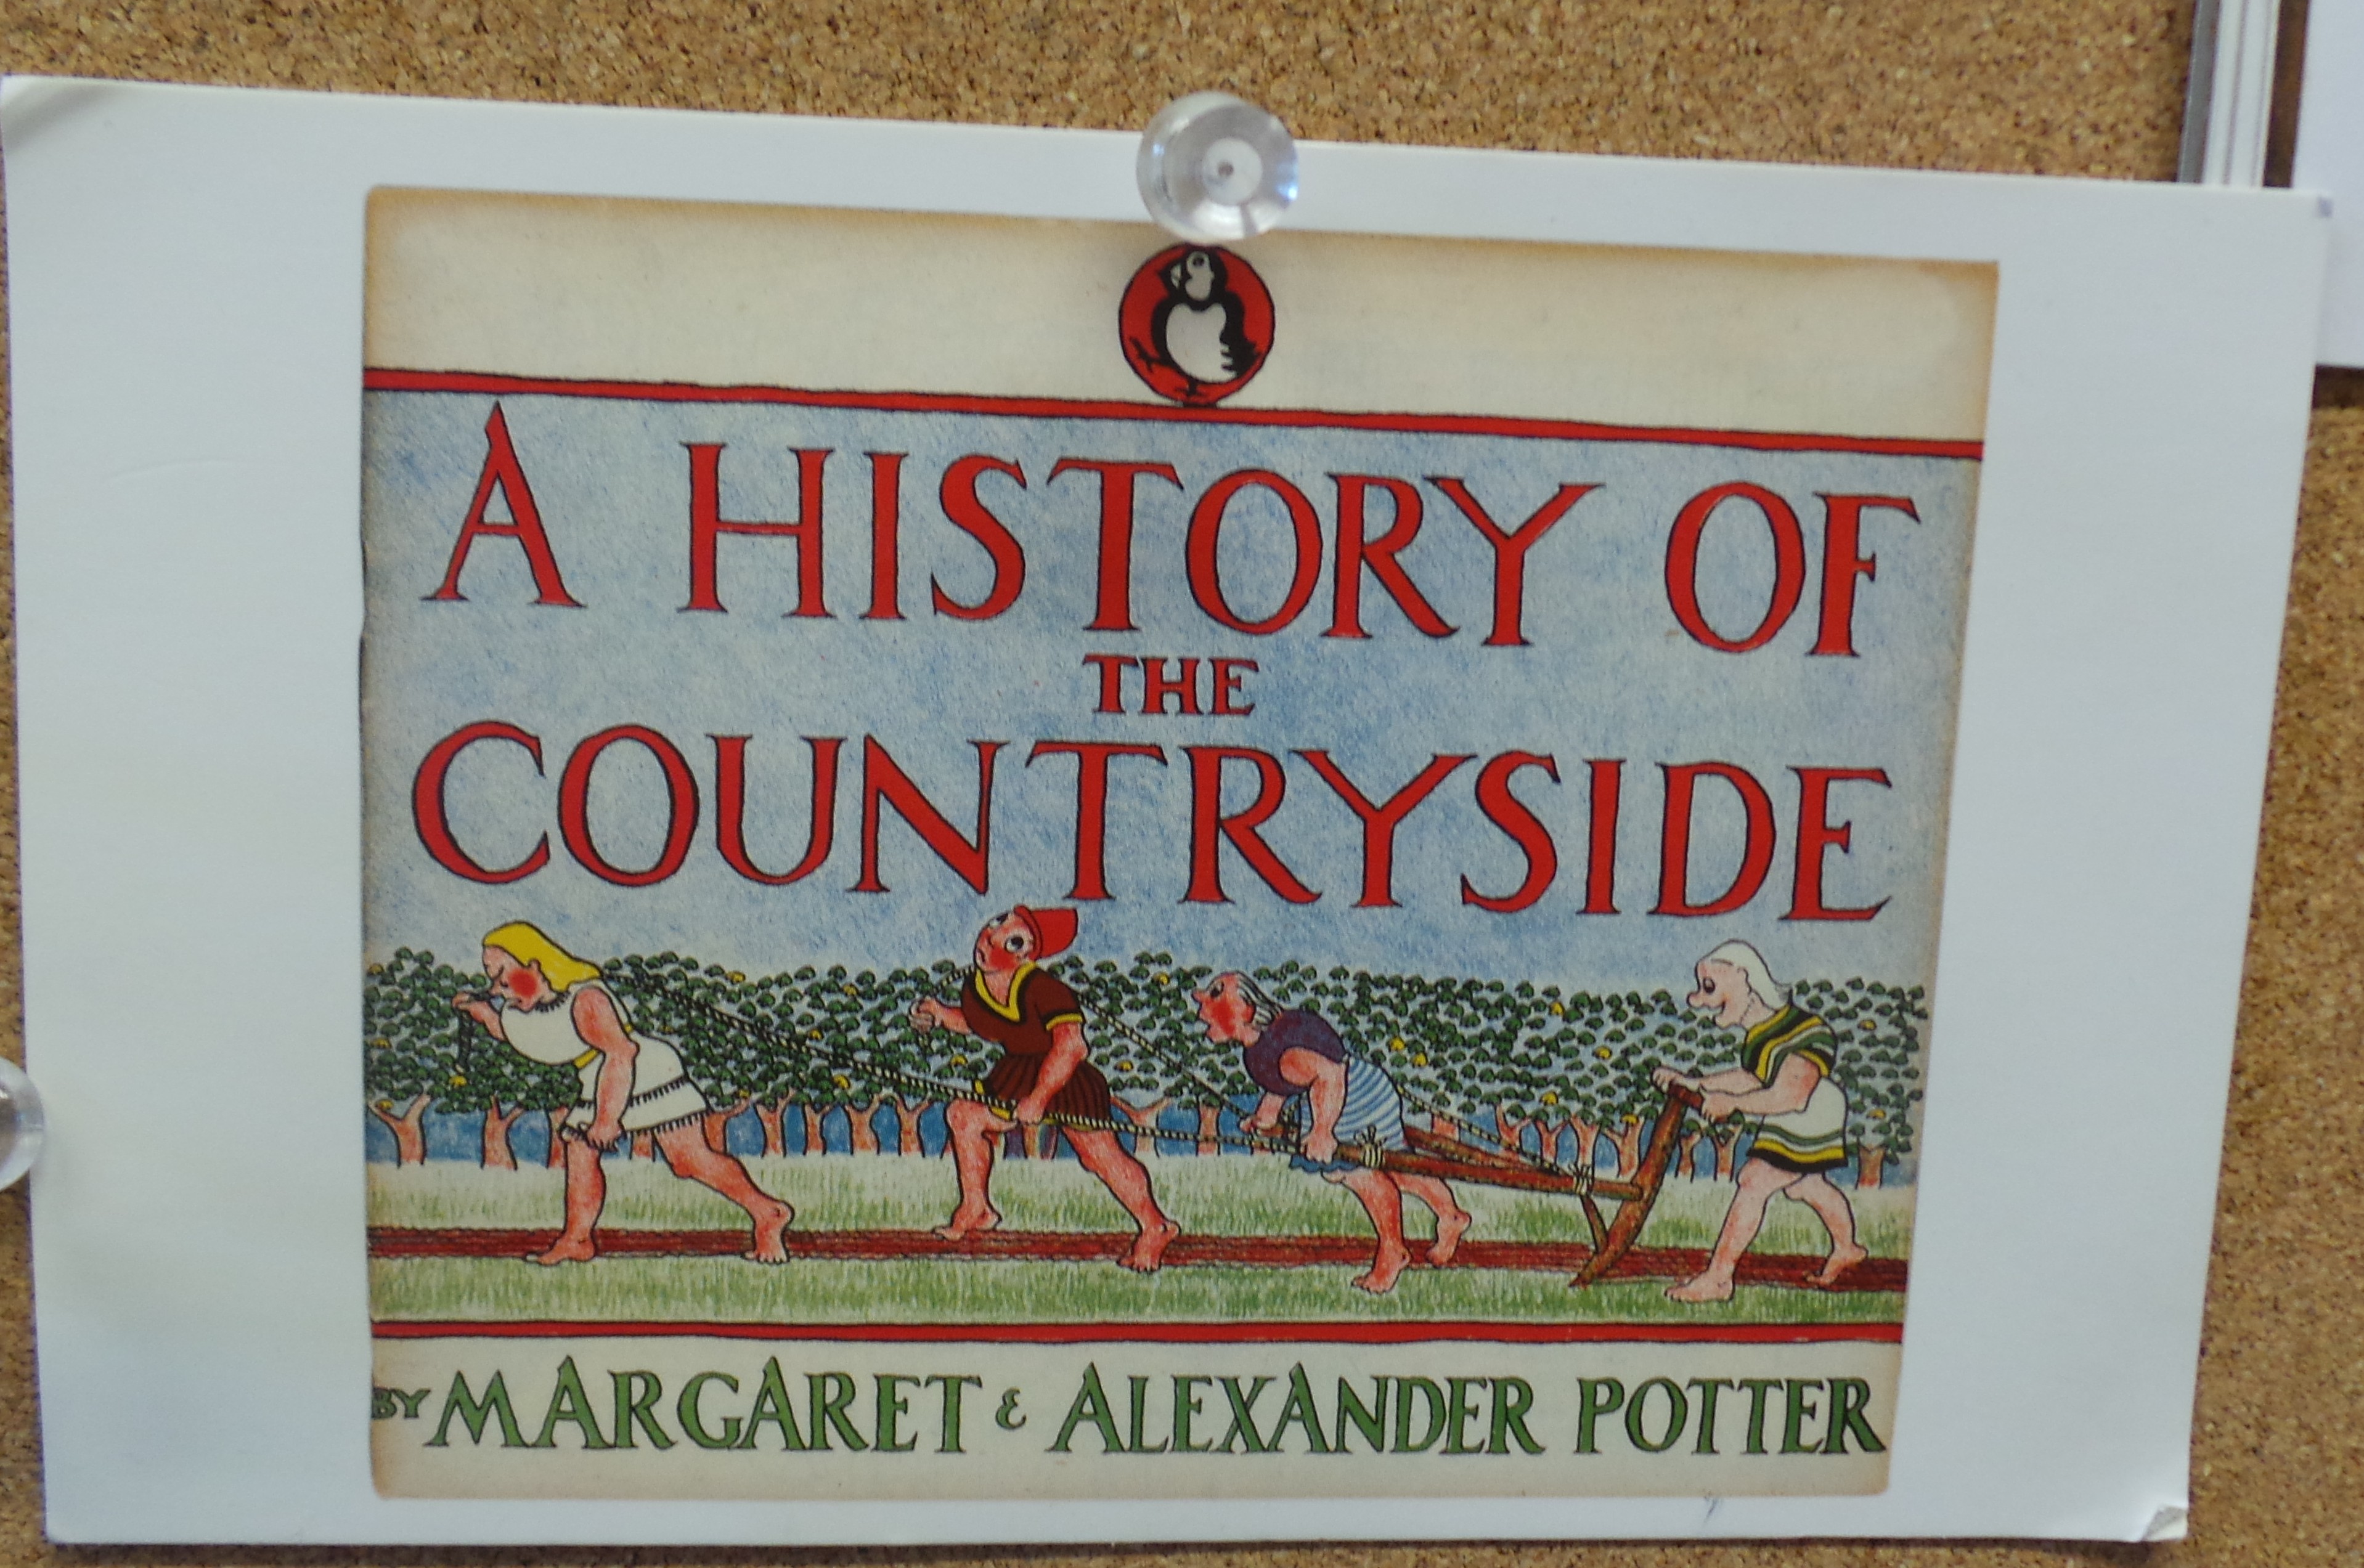 A HISTORY OF
THE
COUNTRYSIDE
BY MARGARET & ALEXANDER POTTER